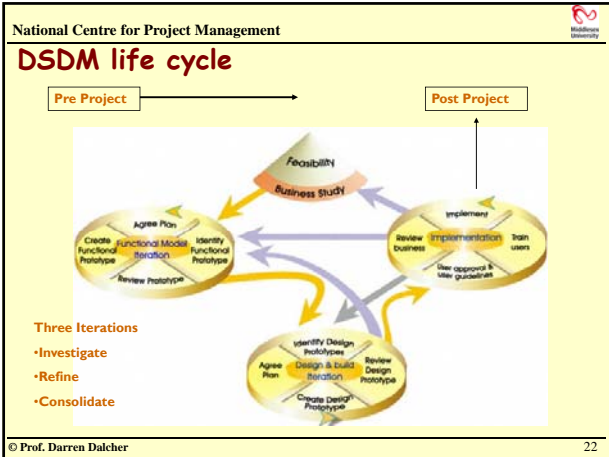 National Centre for Project Management
Middlesex
University
DSDM life cycle
Pre Project
Post Project
Feasibility
Business Study
Agree Plan
Create
Functional
Prototype
Functional Model
Iteration
Identify
Functional
Prototype
Review Prototype
Implement
Review
business
Implementation
Train
users
User approval &
User guidelines
Identify Design
Prototypes
Agree
Plan
Design & build
Iteration
Review
Design
Prototype
Create Design
Prototype
Three Iterations
•Investigate
•Refine
•Consolidate
© Prof. Darren Dalcher
22